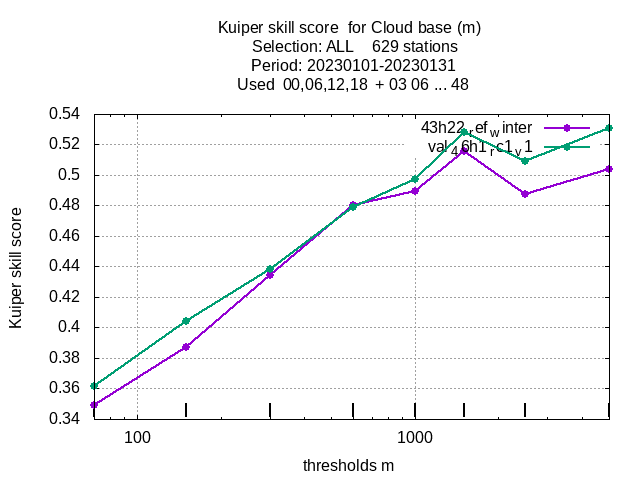 Kuiper skill score  for Cloud base (m)
Selection: ALL    629 stations
Period: 20230101-20230131
Used  00,06,12,18  + 03 06 ... 48
0.54
0.52
0.5
0.48
0.46
0.44
0.42
0.4
0.38
0.36
0.34
Kuiper skill score
43h22_ref_winter
val_46h1_rc1_v1
100
1000
thresholds m